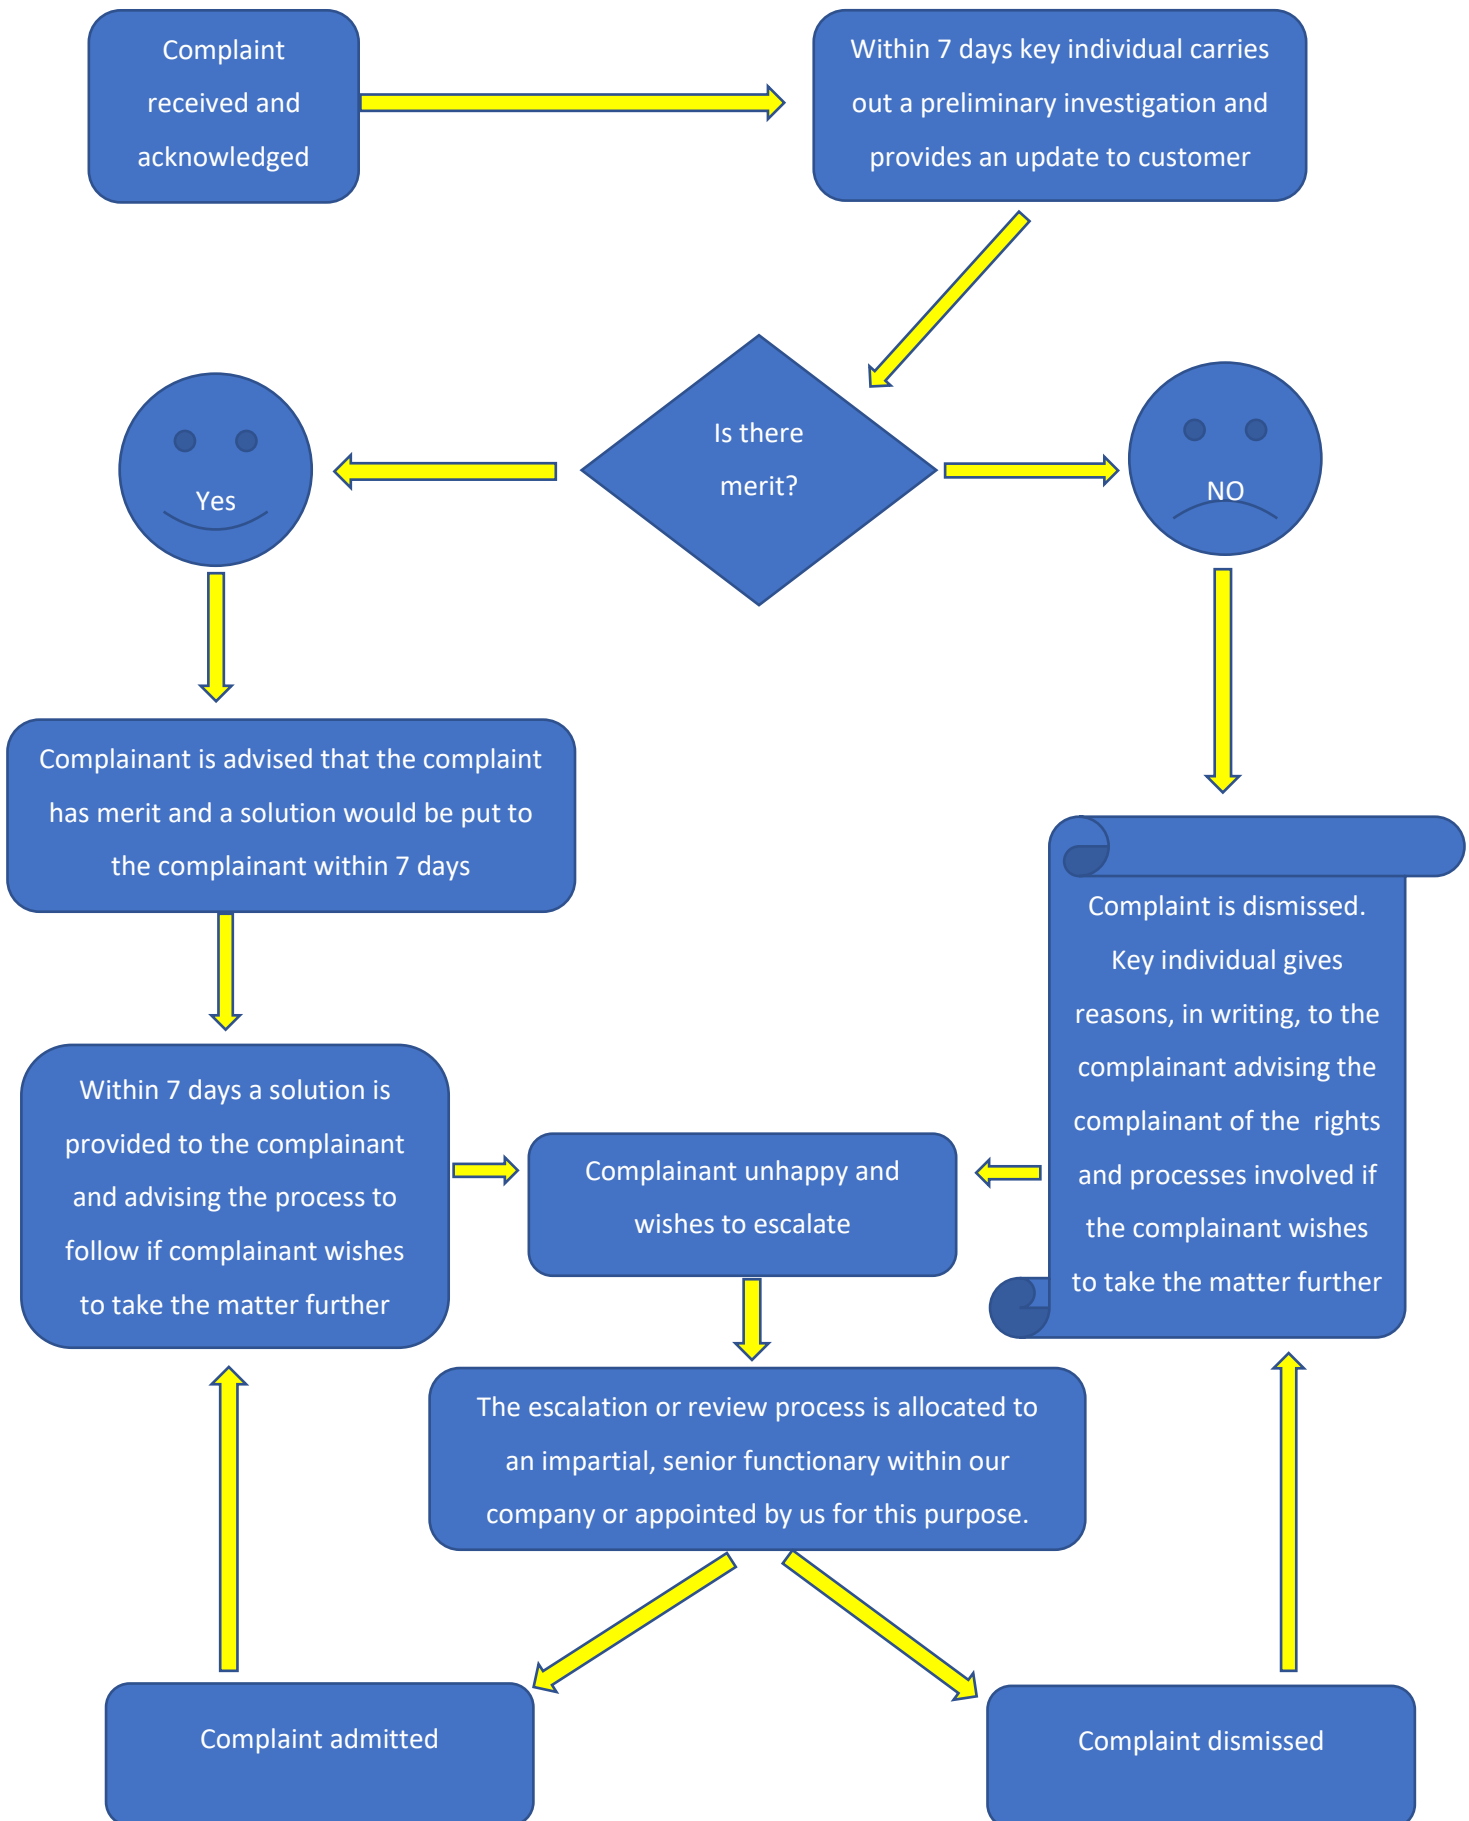 Complaint
received and
acknowledged
Within 7 days key individual carries
out a preliminary investigation and
provides an update to customer
Is there
merit?
Yes
NO
Complainant is advised that the complaint
has merit and a solution would be put to
the complainant within 7 days
Complaint is dismissed.
Key individual gives
reasons, in writing, to the
complainant advising the
complainant of the  rights
and processes involved if
the complainant wishes
to take the matter further
Within 7 days a solution is
provided to the complainant
and advising the process to
follow if complainant wishes
to take the matter further
Complainant unhappy and
wishes to escalate
The escalation or review process is allocated to
an impartial, senior functionary within our
company or appointed by us for this purpose.
Complaint admitted
Complaint dismissed